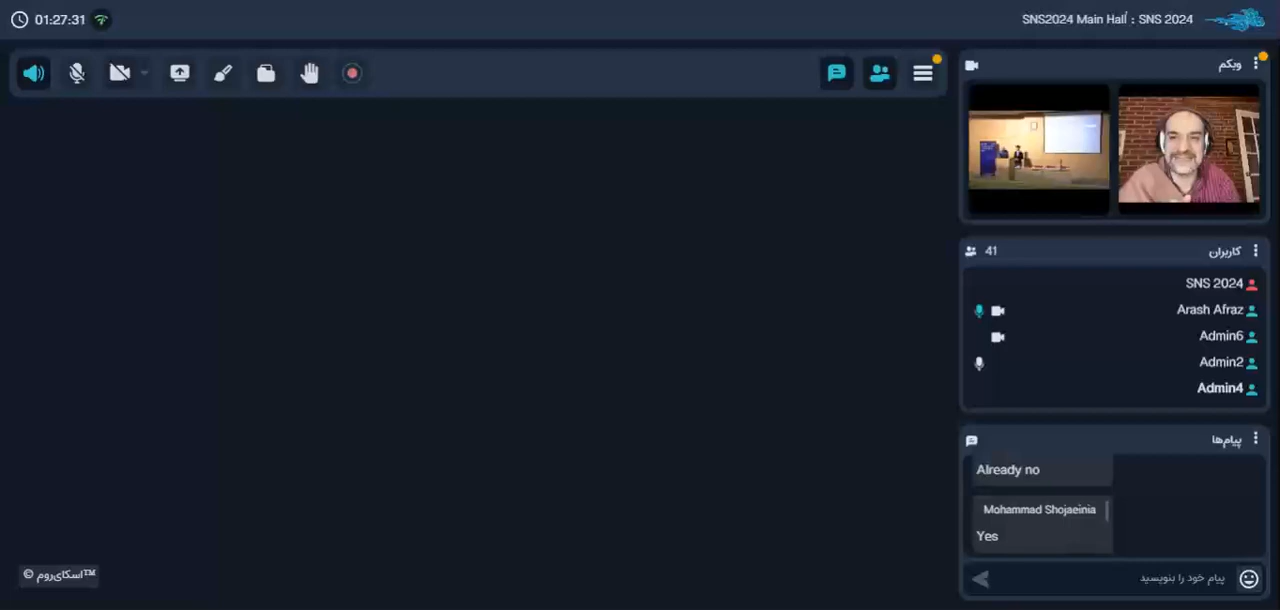 01:27:31
SNS2024 Main Hall : SNS 2024
وبکم
41
کاربران
SNS 2024
Arash Afraz
Admin6
Admin2
Admin4
پیام‌ها
Already no
Mohammad Shojaeinia
Yes
پیام خود را بنویسید
اسکای‌روم™ ©